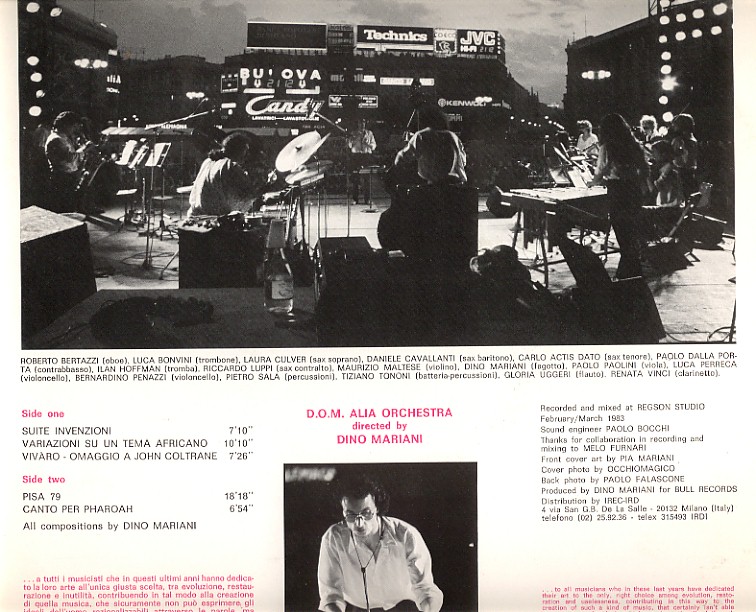 Technics
JVC
HI-FI 21 12
BULOVA
21 12
Candy
LAVATRICI - LAVASTOVIGLIE
KENWOOD
ROBERTO BERTAZZI (oboe), LUCA BONVINI (trombone), LAURA CULVER (sax soprano), DANIELE CAVALLANTI (sax baritono), CARLO ACTIS DATO (sax tenore), PAOLO DALLA POR-
TA (contrabbasso), ILAN HOFFMAN (tromba), RICCARDO LUPPI (sax contralto), MAURIZIO MALTESE (violino), DINO MARIANI (fagotto), PAOLO PAOLINI (viola), LUCA PERRECA
(violoncello), BERNARDINO PENAZZI (violoncello), PIETRO SALA (percussioni), TIZIANO TONONI (batteria-percussioni), GLORIA UGGERI (flauto), RENATA VINCI (clarinetto).
Side one
SUITE INVENZIONI 7'10"
VARIAZIONI SU UN TEMA AFRICANO 10'10"
VIVARO - OMAGGIO A JOHN COLTRANE 7'26"
Side two
PISA 79 18'18"
CANTO PER PHAROAH 6'54"
All compositions by DINO MARIANI
...a tutti i musicisti che in questi ultimi anni hanno dedica-
to la loro arte all'unica giusta scelta, tra evoluzione, restau-
razione e inutilità, contribuendo in tal modo alla creazione
di quella musica, che sicuramente non può esprimere gli
D.O.M. ALIA ORCHESTRA
directed by
DINO MARIANI
Recorded and mixed at REGSON STUDIO
February/March 1983
Sound engineer PAOLO BOCCHI
Thanks for collaboration in recording and
mixing to MELO FURNARI
Front cover art by PIA MARIANI
Cover photo by OCCHIOMAGICO
Back photo by PAOLO FALASCONE
Produced by DINO MARIANI for BULL RECORDS
Distribution by IREC-IRD
4 via San G.B. De La Salle - 20132 Milano (Italy)
telefono (02) 25.92.36 - telex 315493 IRDI
... to all musicians who in these last years have dedicated
their art to the only, right choice among evolution, resto-
ration and uselessness, contributing in this way to the
creation of such a kind of music, that certainly isn't able